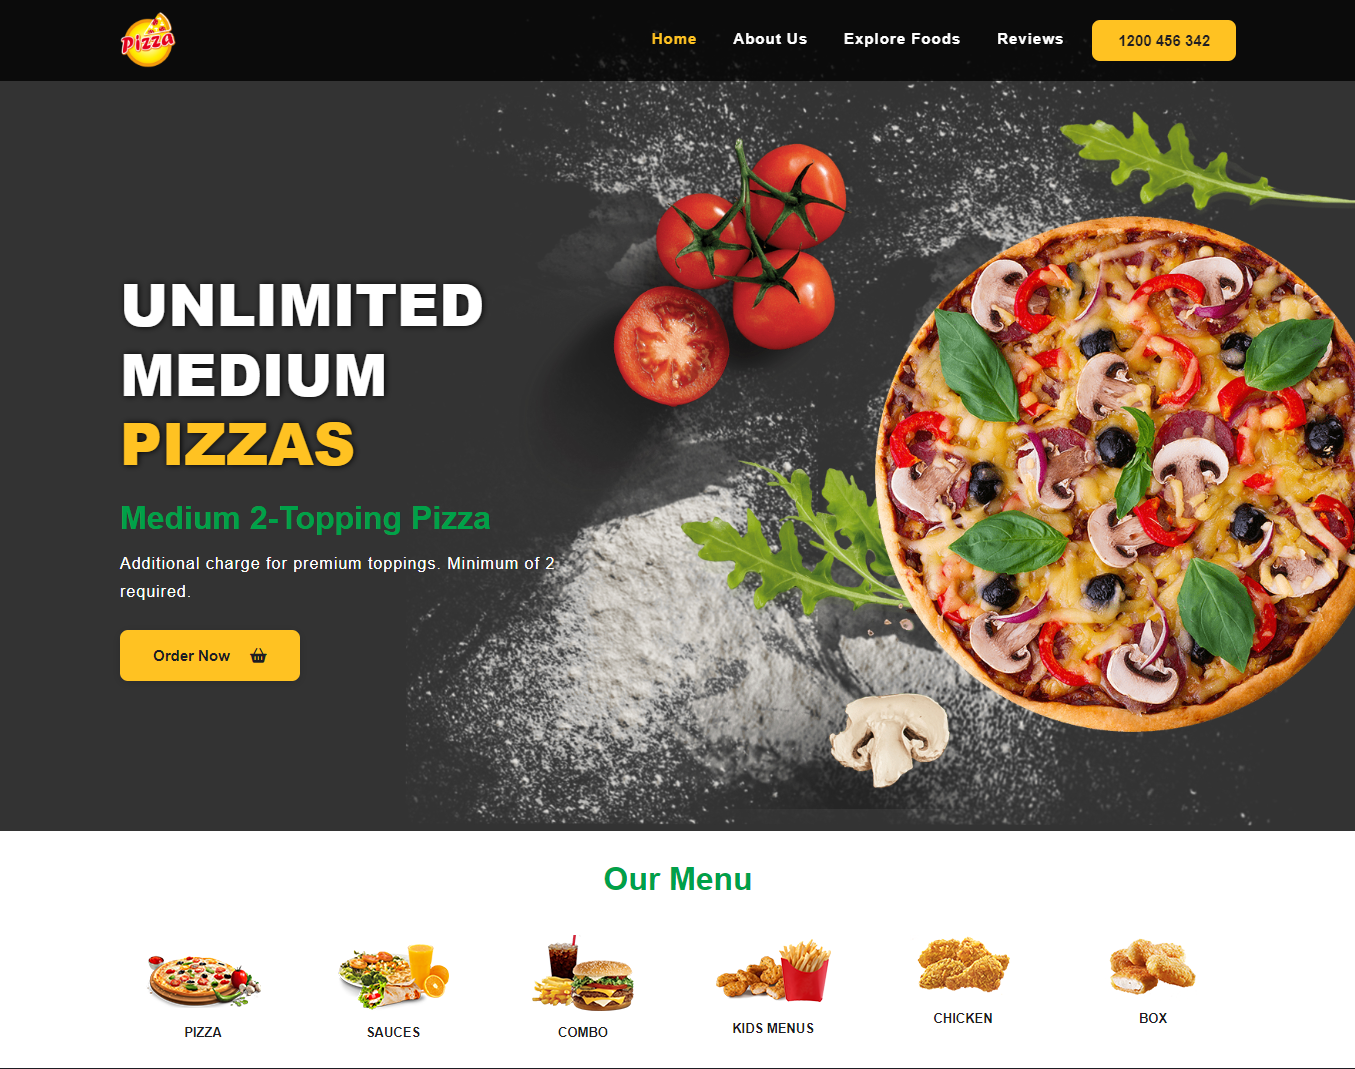 Pizza
Home
About Us
Explore Foods
Reviews
1200 456 342
UNLIMITED
MEDIUM
PIZZAS
Medium 2-Topping Pizza
Additional charge for premium toppings. Minimum of 2
required.
Order Now
Our Menu
PIZZA
SAUCES
COMBO
KIDS MENUS
CHICKEN
BOX